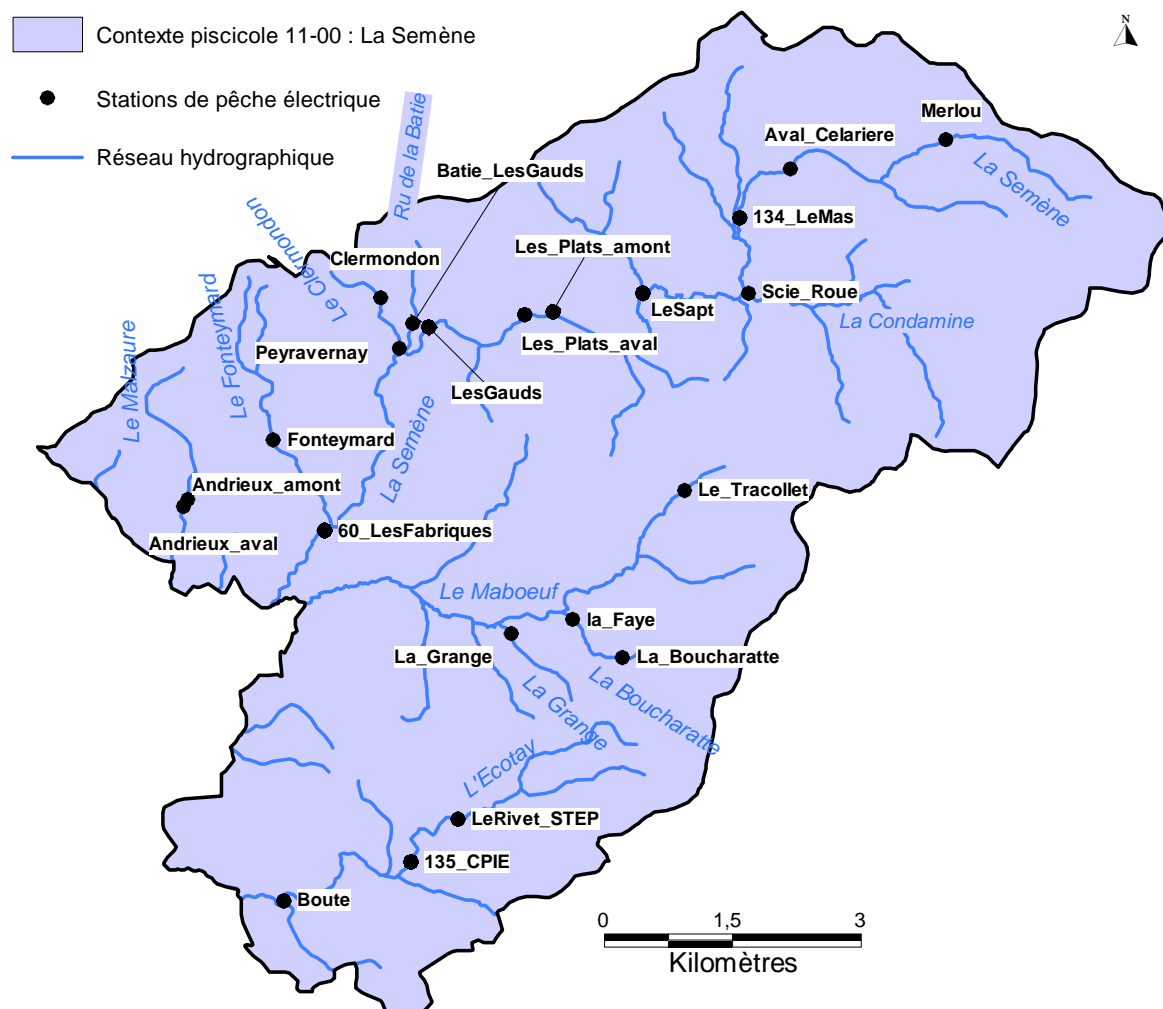 Contexte piscicole 11-00 : La Semène
N
Stations de pêche électrique
Réseau hydrographique
Ru de la Batie
Merlou
Aval_Celariere
Batie_LesGauds
La Semène
134_LeMas
Le Clermondon
Les_Plats_amont
Clermondon
Scie_Roue
LeSapt
La Condamine
Le Fonteymard
Peyravernay
Les_Plats_aval
Le Malzaure
LesGauds
Fonteymard
La Semène
Andrieux_amont
Le_Tracollet
60_LesFabriques
Andrieux_aval
Le Maboeuf
la_Faye
La_Grange
La_Boucharatte
La Grange
La Boucharatte
L'Ecotay
LeRivet_STEP
135_CPIE
Boute
0 1,5 3
Kilomètres